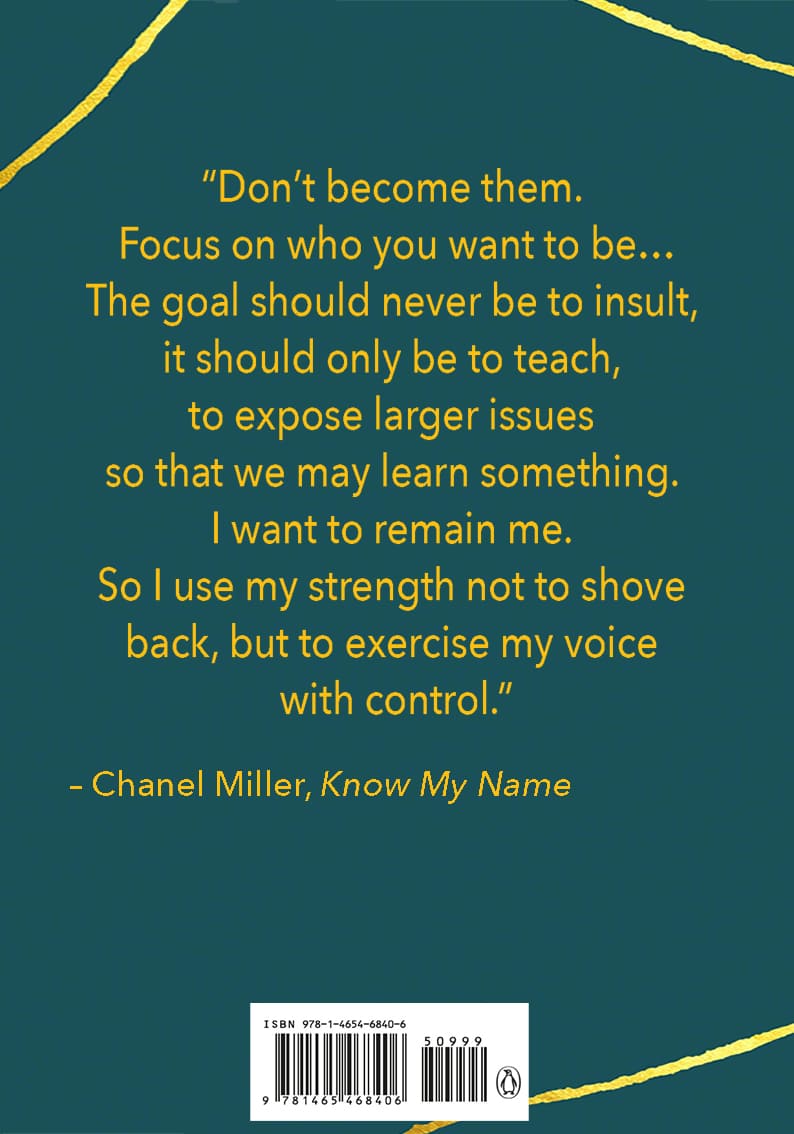 “Don’t become them.
Focus on who you want to be...
The goal should never be to insult,
it should only be to teach,
to expose larger issues
so that we may learn something.
I want to remain me.
So I use my strength not to shove
back, but to exercise my voice
with control.”
– Chanel Miller, Know My Name
ISBN 978-1-4654-6840-6
50999
9 781465 468406